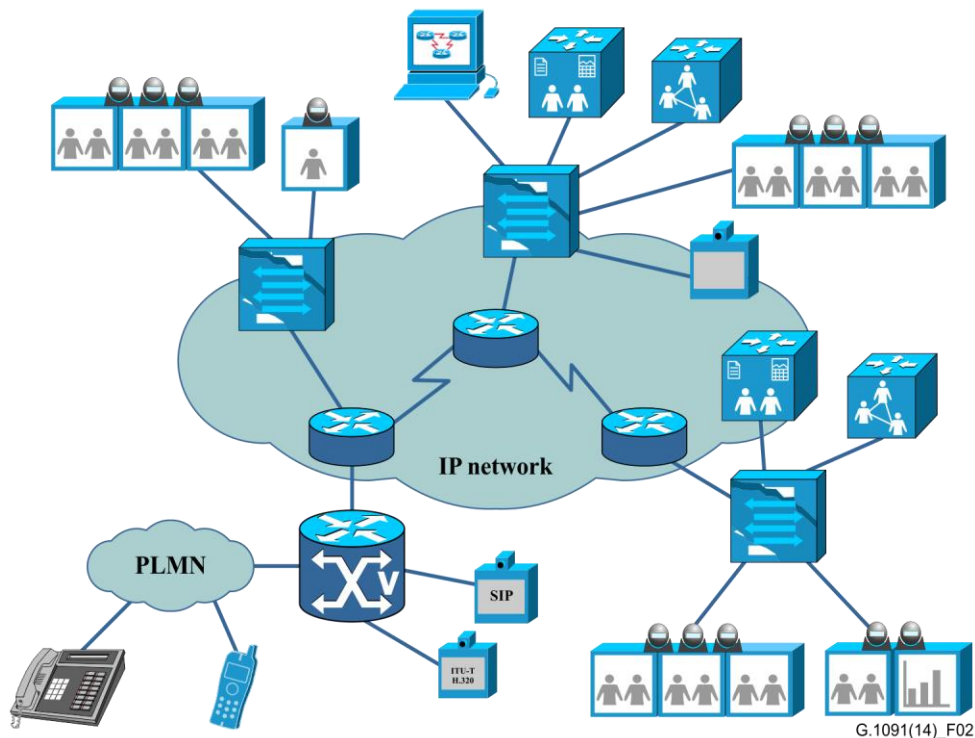 IP network
PLMN
V
SIP
ITU-T
H.320
G.1091(14)_F02